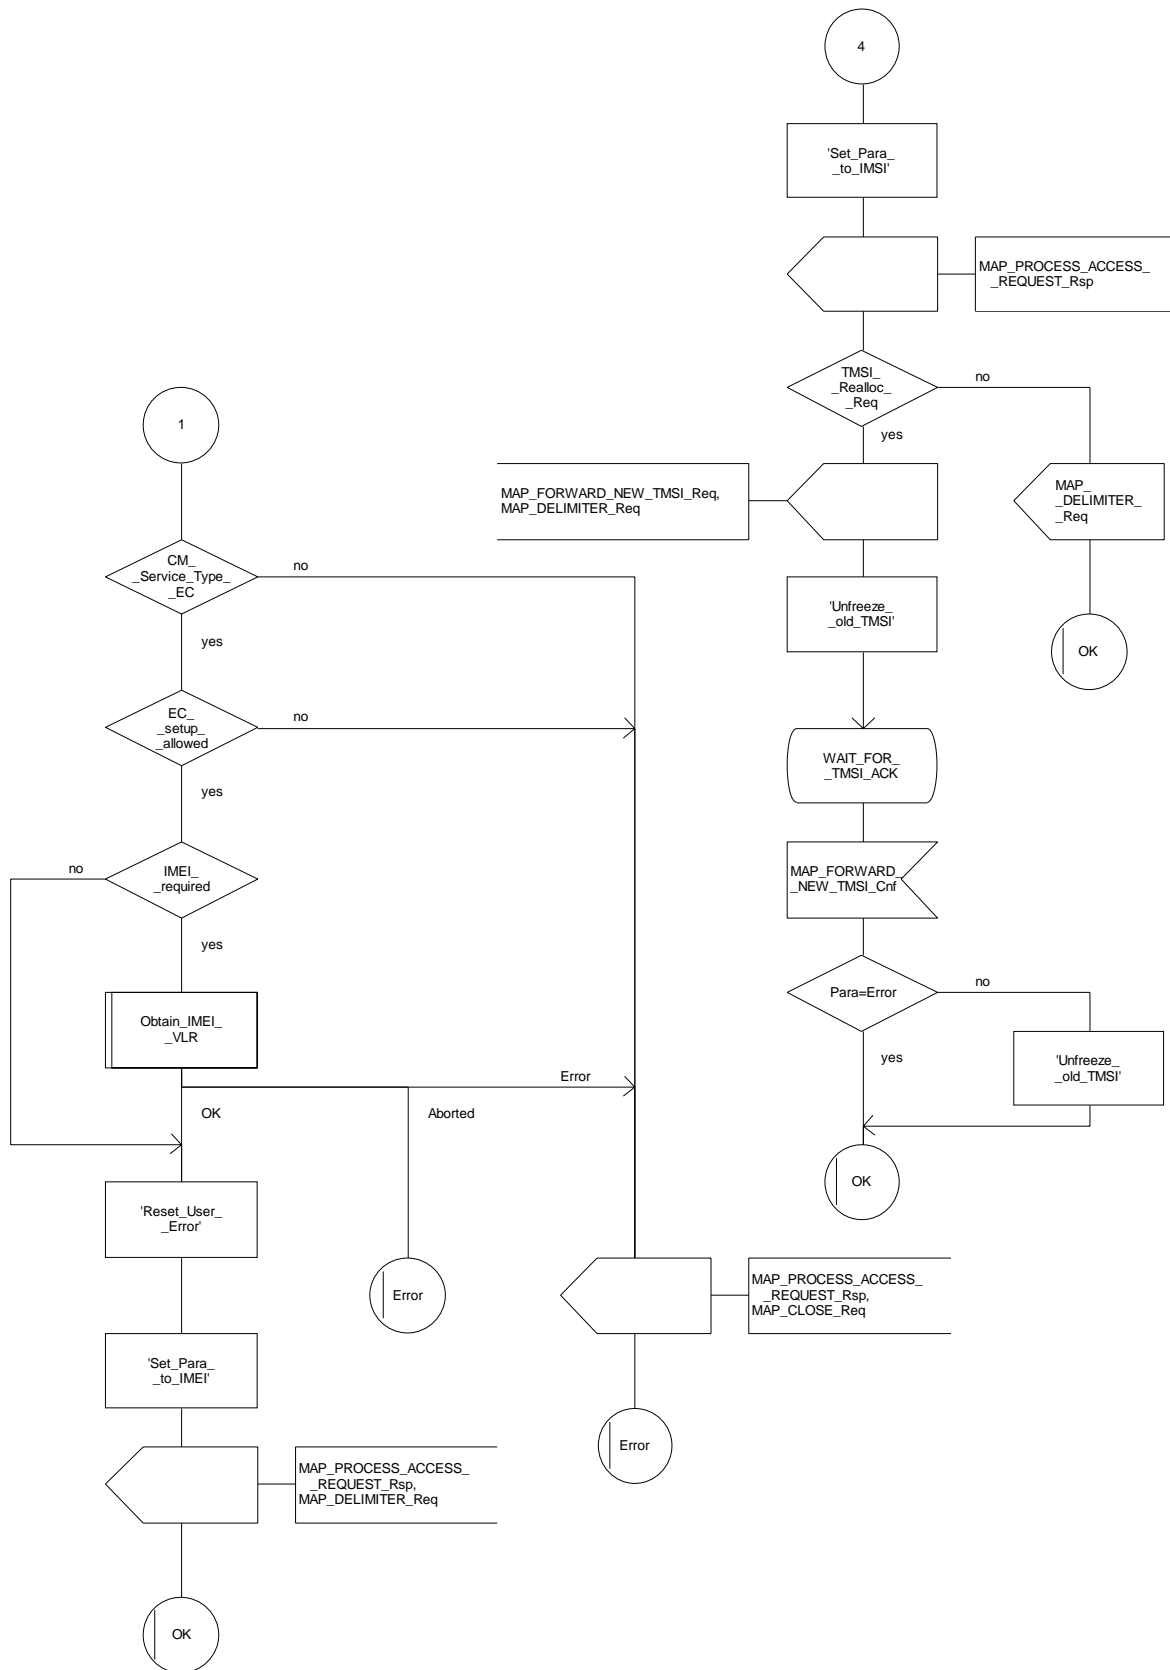 4
'Set_Para_
_to_IMSI'
MAP_PROCESS_ACCESS_
_REQUEST_Rsp
TMSI_
_Realloc_
_Req
no
yes
MAP_FORWARD_NEW_TMSI_Req,
MAP_DELIMITER_Req
MAP_
_DELIMITER_
_Req
'Unfreeze_
_old_TMSI'
OK
WAIT_FOR_
_TMSI_ACK
MAP_FORWARD_
_NEW_TMSI_Cnf
Para=Error
no
yes
'Unfreeze_
_old_TMSI'
OK
1
CM_
_Service_Type_
_EC
no
yes
EC_
_setup_
_allowed
no
yes
IMEI_
_required
no
yes
Obtain_IMEI_
_VLR
Error
OK
Aborted
'Reset_User_
_Error'
Error
MAP_PROCESS_ACCESS_
_REQUEST_Rsp,
MAP_CLOSE_Req
'Set_Para_
_to_IMEI'
Error
MAP_PROCESS_ACCESS_
_REQUEST_Rsp,
MAP_DELIMITER_Req
OK